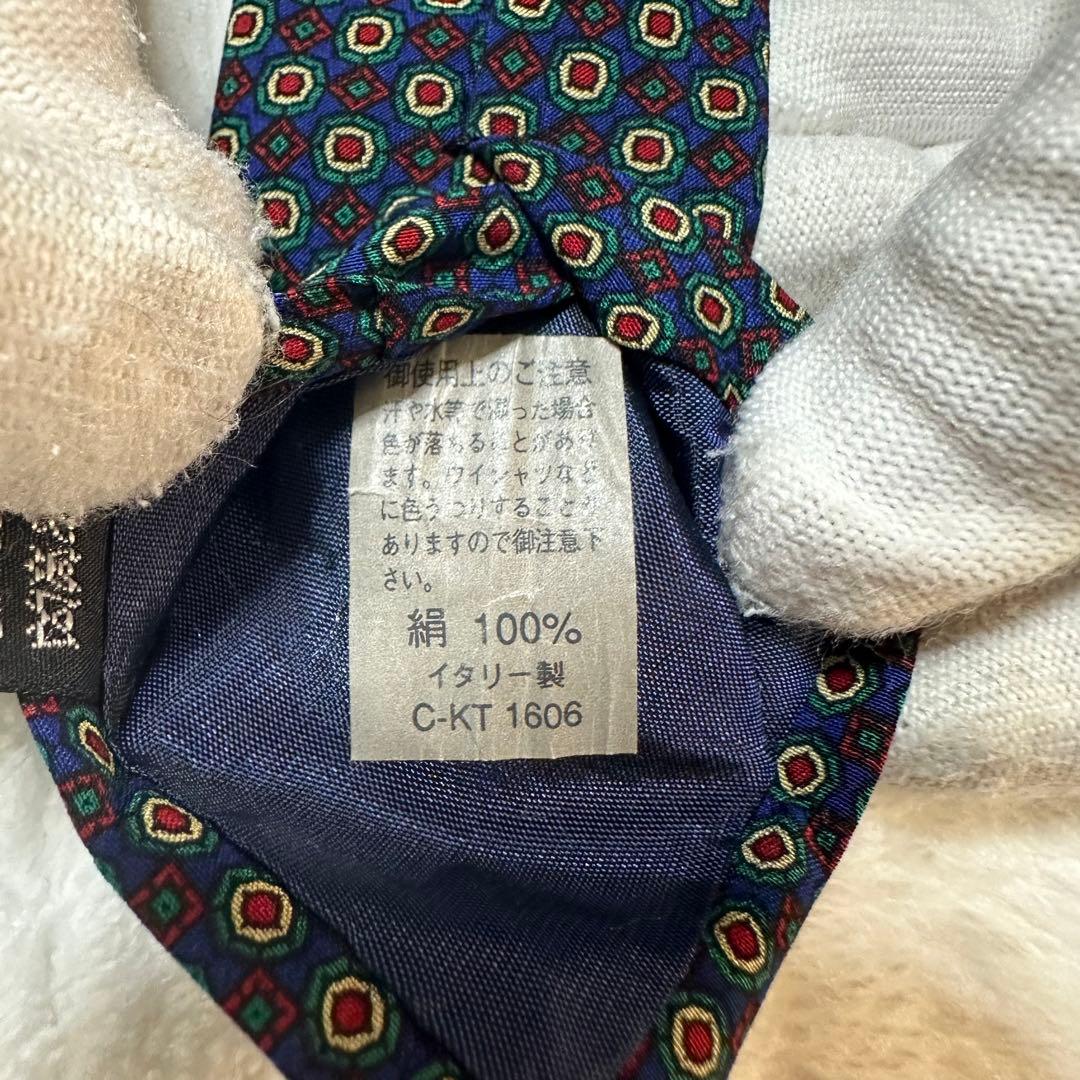 御使用上のご注意
汗や水等で湿った場合
色が落ちることがあり
ます。ワイシャツなど
に色うつりすることが
ありますので御注意下
さい。
絹 100%
イタリー製
C-KT 1606